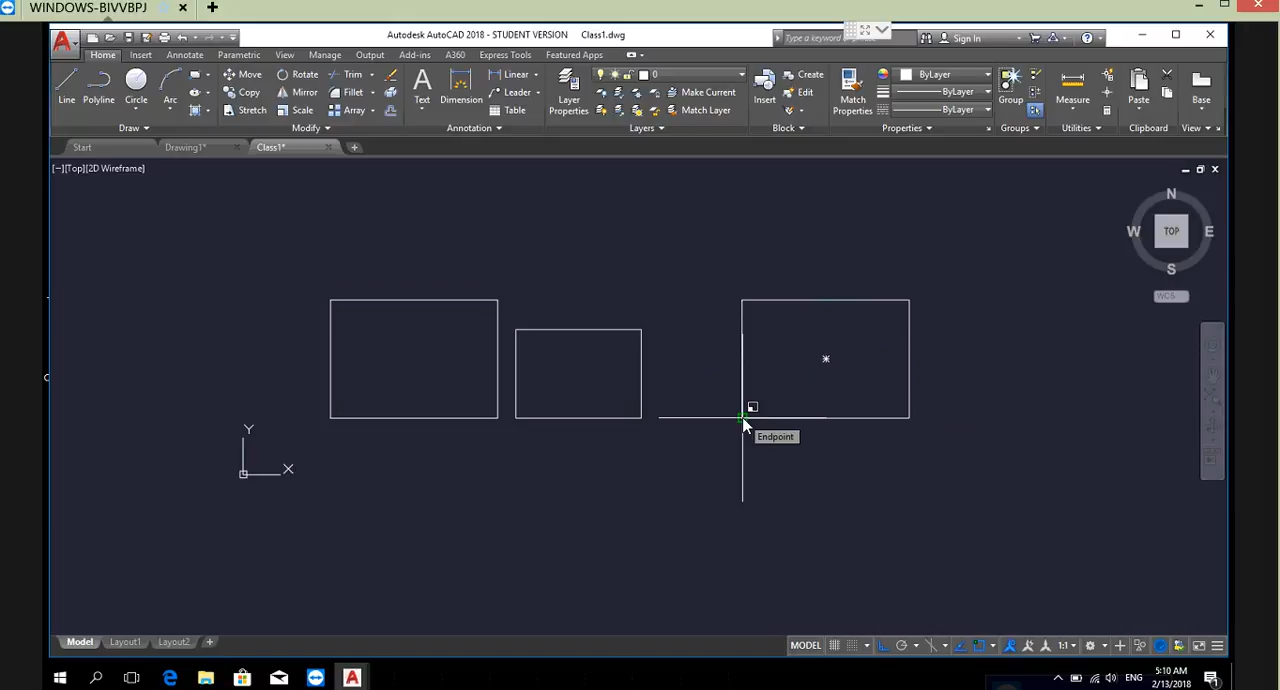 WINDOWS-BIVVBPJ
Autodesk AutoCAD 2018 - STUDENT VERSION Class1.dwg
Type a keyword
Sign In
Home Insert Annotate Parametric View Manage Output Add-ins A360 Express Tools Featured Apps
Line Polyline Circle Arc
Move Rotate Trim
Copy Mirror Fillet
Stretch Scale Array
Text Dimension
Linear
Leader
Table
Layer Properties
0
Make Current
Match Layer
Insert
Create
Edit
Match Properties
ByLayer
ByLayer
ByLayer
Group Measure Paste Base
Draw Modify Annotation Layers Block Properties Groups Utilities Clipboard View
Start Drawing1* Class1*
[−][Top][2D Wireframe]
N
W TOP E
S
WCS
Endpoint
Y
X
Model Layout1 Layout2
MODEL 1:1
ENG
5:10 AM
2/13/2018
1